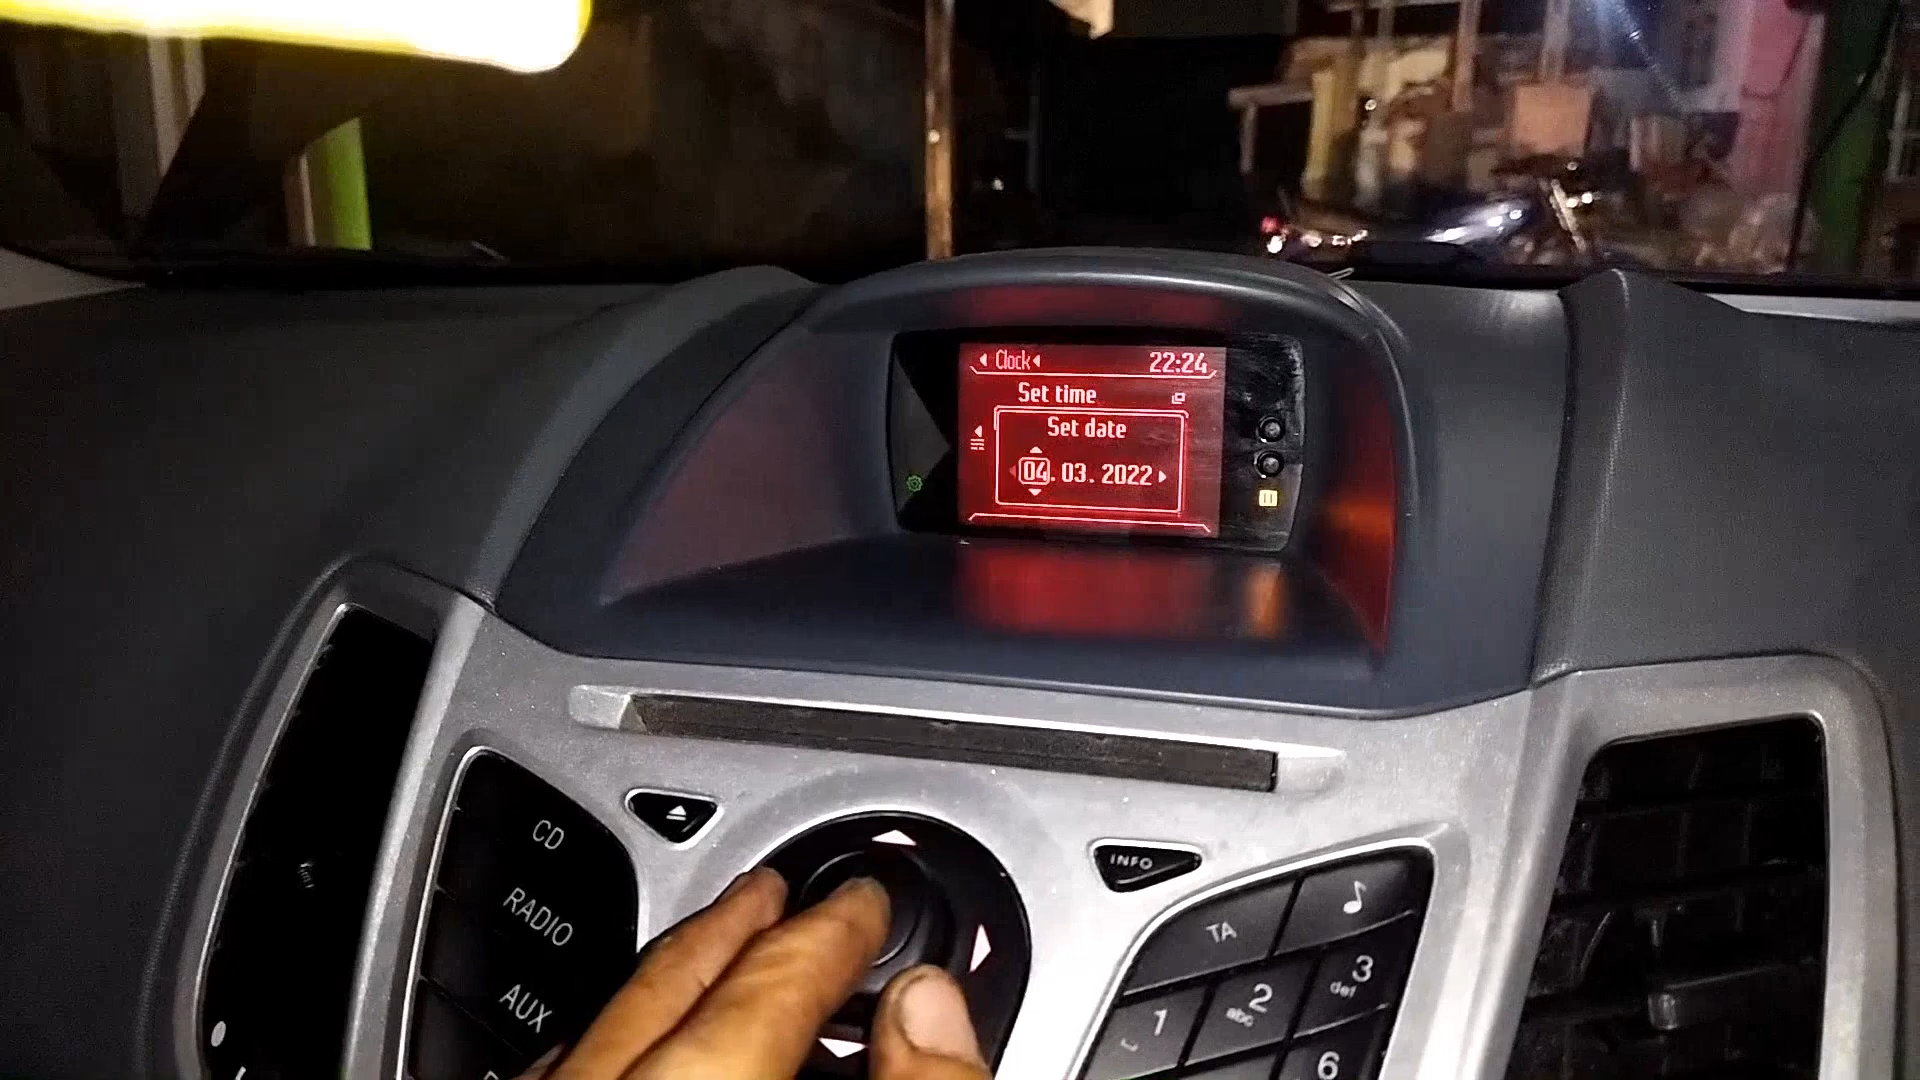 Clock 22:24
Set time
Set date
04. 03. 2022
CD
RADIO
AUX
INFO
TA
1
2
abc
3
def
6